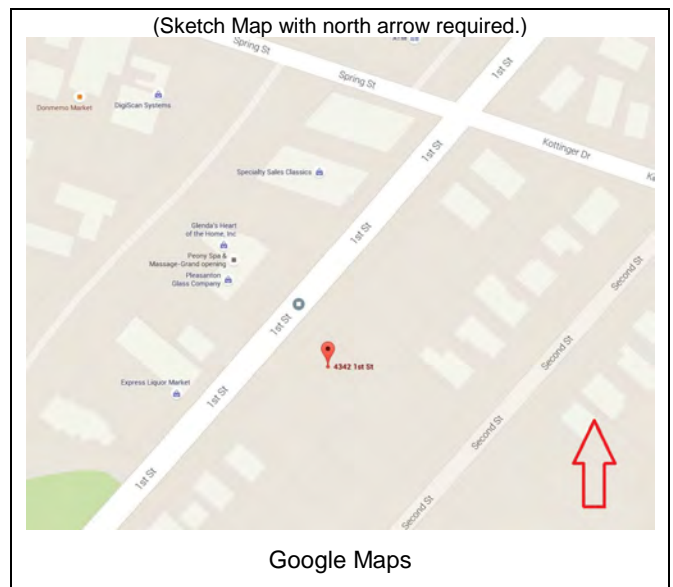 (Sketch Map with north arrow required.)
Spring St
Spring St
1st St
Donmemo Market
DigiScan Systems
1st St
Kottinger Dr
Specialty Sales Classics
1st St
Glenda's Heart
of the Home, Inc
Peony Spa &
Massage-Grand opening
Pleasanton
Glass Company
Second St
1st St
4342 1st St
Second St
Express Liquor Market
1st St
Second St
1st St
Second St
Google Maps